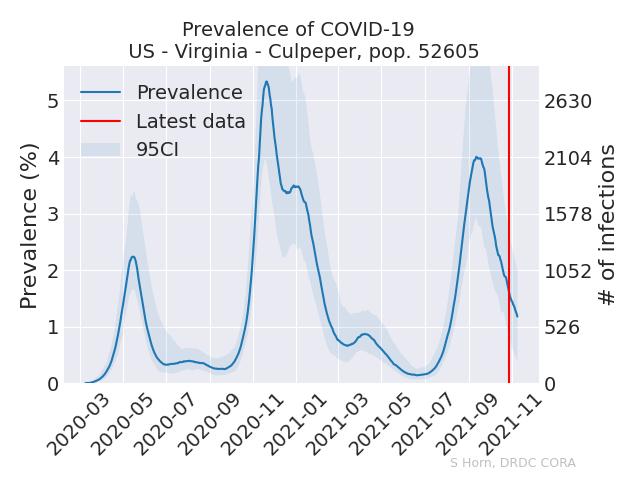 Prevalence of COVID-19
US - Virginia - Culpeper, pop. 52605
Prevalence
Latest data
95CI
Prevalence (%)
5
4
3
2
1
0
2630
2104
1578
1052
526
0
# of infections
2020-03
2020-05
2020-07
2020-09
2020-11
2021-01
2021-03
2021-05
2021-07
2021-09
2021-11
S Horn, DRDC CORA